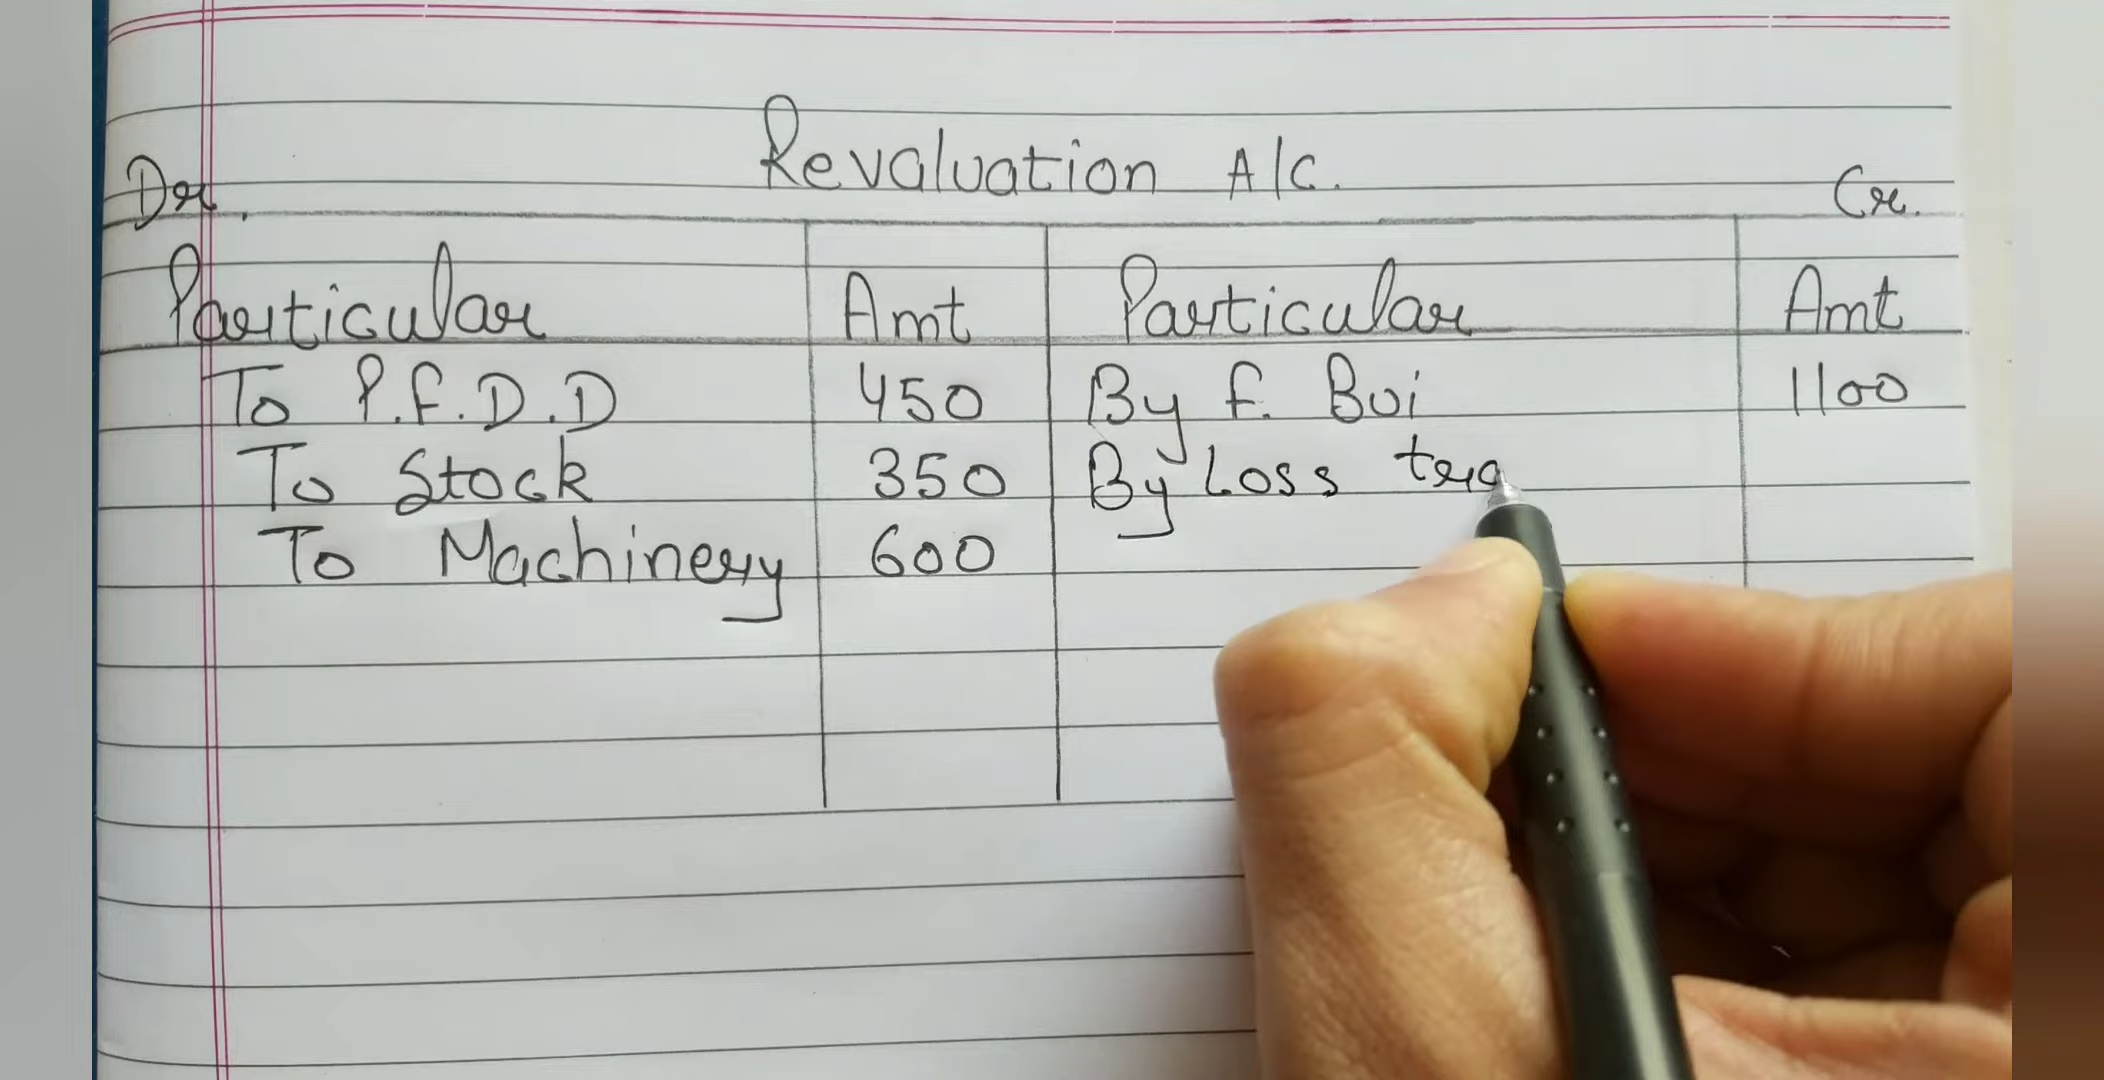 Revaluation A/c.
Dr. Cr.
Particular Amt Particular Amt
To P.F.D.D 450 By F. Bui 1100
To Stock 350 By Loss tra
To Machinery 600